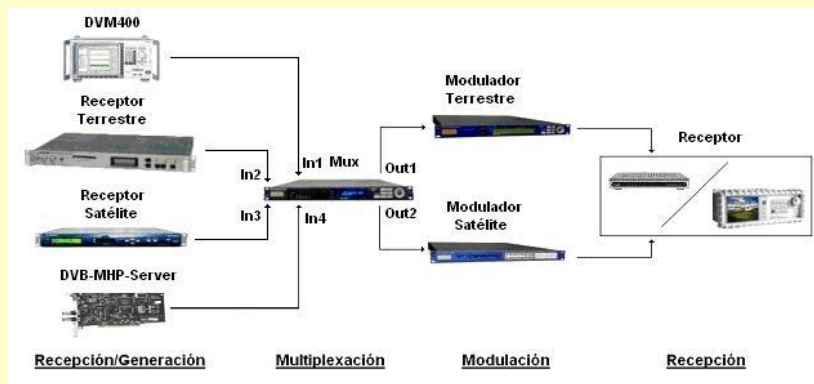 DVM400
Receptor
Terrestre
Receptor
Satélite
DVB-MHP-Server
In1
In2
In3
In4
Mux
Out1
Out2
Modulador
Terrestre
Modulador
Satélite
Receptor
Recepción/Generación
Multiplexación
Modulación
Recepción